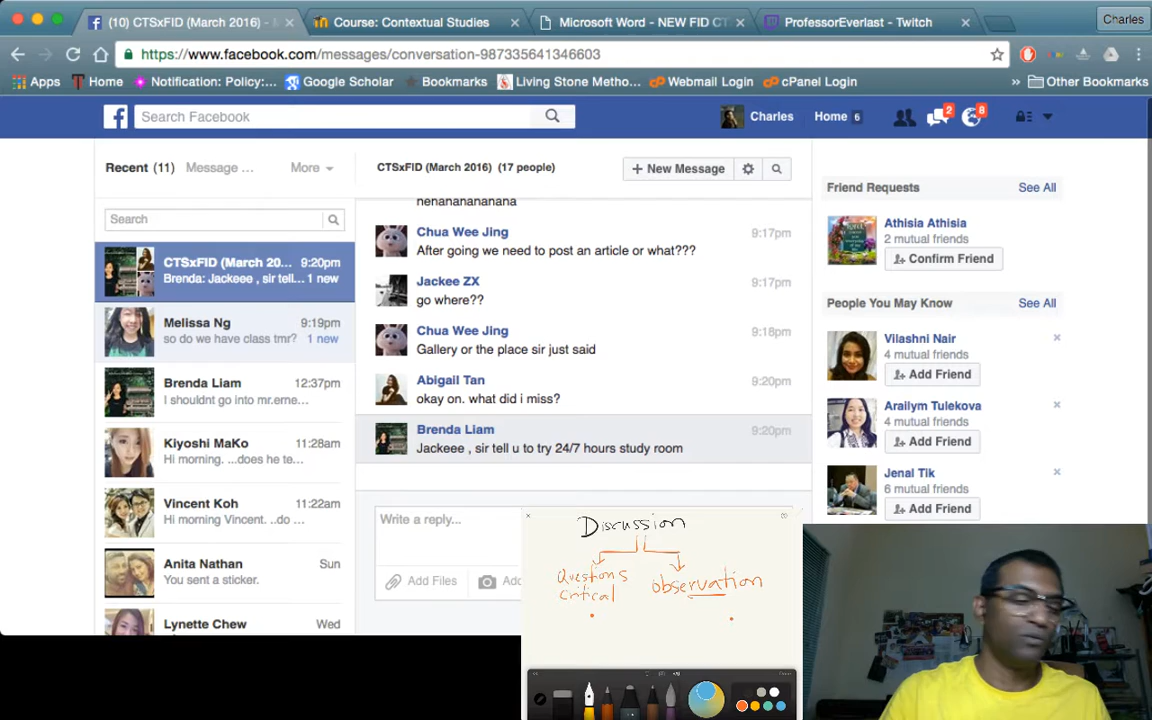 (10) CTSxFID (March 2016) -
Course: Contextual Studies
Microsoft Word - NEW FID CT
ProfessorEverlast - Twitch
Charles
https://www.facebook.com/messages/conversation-987335641346603
Apps
Home
Notification: Policy:...
Google Scholar
Bookmarks
Living Stone Metho...
Webmail Login
cPanel Login
»
Other Bookmarks
Search Facebook
Charles
Home 6
2
8
Recent (11)
Message ...
More
CTSxFID (March 2016) (17 people)
+ New Message
Search
CTSxFID (March 20... 9:20pm
Brenda: Jackeee , sir tell... 1 new
Melissa Ng 9:19pm
so do we have class tmr? 1 new
Brenda Liam 12:37pm
I shouldnt go into mr.erne...
Kiyoshi MaKo 11:28am
Hi morning. ...does he te...
Vincent Koh 11:22am
Hi morning Vincent. ..do ...
Anita Nathan Sun
You sent a sticker.
Lynette Chew Wed
hehahahahaha
Chua Wee Jing 9:17pm
After going we need to post an article or what???
Jackee ZX 9:17pm
go where??
Chua Wee Jing 9:18pm
Gallery or the place sir just said
Abigail Tan 9:20pm
okay on. what did i miss?
Brenda Liam 9:20pm
Jackeee , sir tell u to try 24/7 hours study room
Write a reply...
Add Files
Add
Friend Requests See All
Athisia Athisia
2 mutual friends
Confirm Friend
People You May Know See All
Vilashni Nair
4 mutual friends
Add Friend
Arailym Tulekova
4 mutual friends
Add Friend
Jenal Tik
6 mutual friends
Add Friend
Discussion
Questions
critical
observation